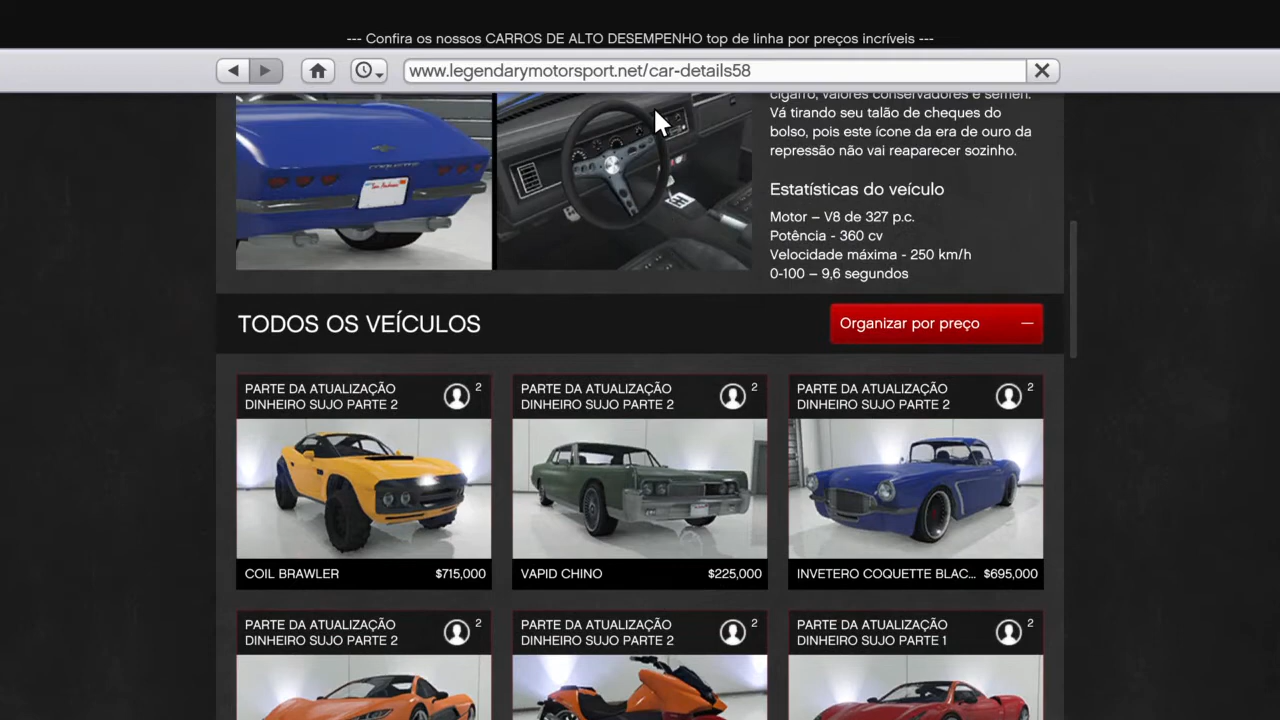 --- Confira os nossos CARROS DE ALTO DESEMPENHO top de linha por preços incríveis ---
www.legendarymotorsport.net/car-details58
cigarro, valores conservadores e sêmen.
Vá tirando seu talão de cheques do
bolso, pois este ícone da era de ouro da
repressão não vai reaparecer sozinho.
Estatísticas do veículo
Motor – V8 de 327 p.c.
Potência - 360 cv
Velocidade máxima - 250 km/h
0-100 – 9,6 segundos
TODOS OS VEÍCULOS
Organizar por preço
PARTE DA ATUALIZAÇÃO
DINHEIRO SUJO PARTE 2
2
PARTE DA ATUALIZAÇÃO
DINHEIRO SUJO PARTE 2
2
PARTE DA ATUALIZAÇÃO
DINHEIRO SUJO PARTE 2
2
COIL BRAWLER $715,000
VAPID CHINO $225,000
INVETERO COQUETTE BLAC... $695,000
PARTE DA ATUALIZAÇÃO
DINHEIRO SUJO PARTE 2
2
PARTE DA ATUALIZAÇÃO
DINHEIRO SUJO PARTE 2
2
PARTE DA ATUALIZAÇÃO
DINHEIRO SUJO PARTE 1
2